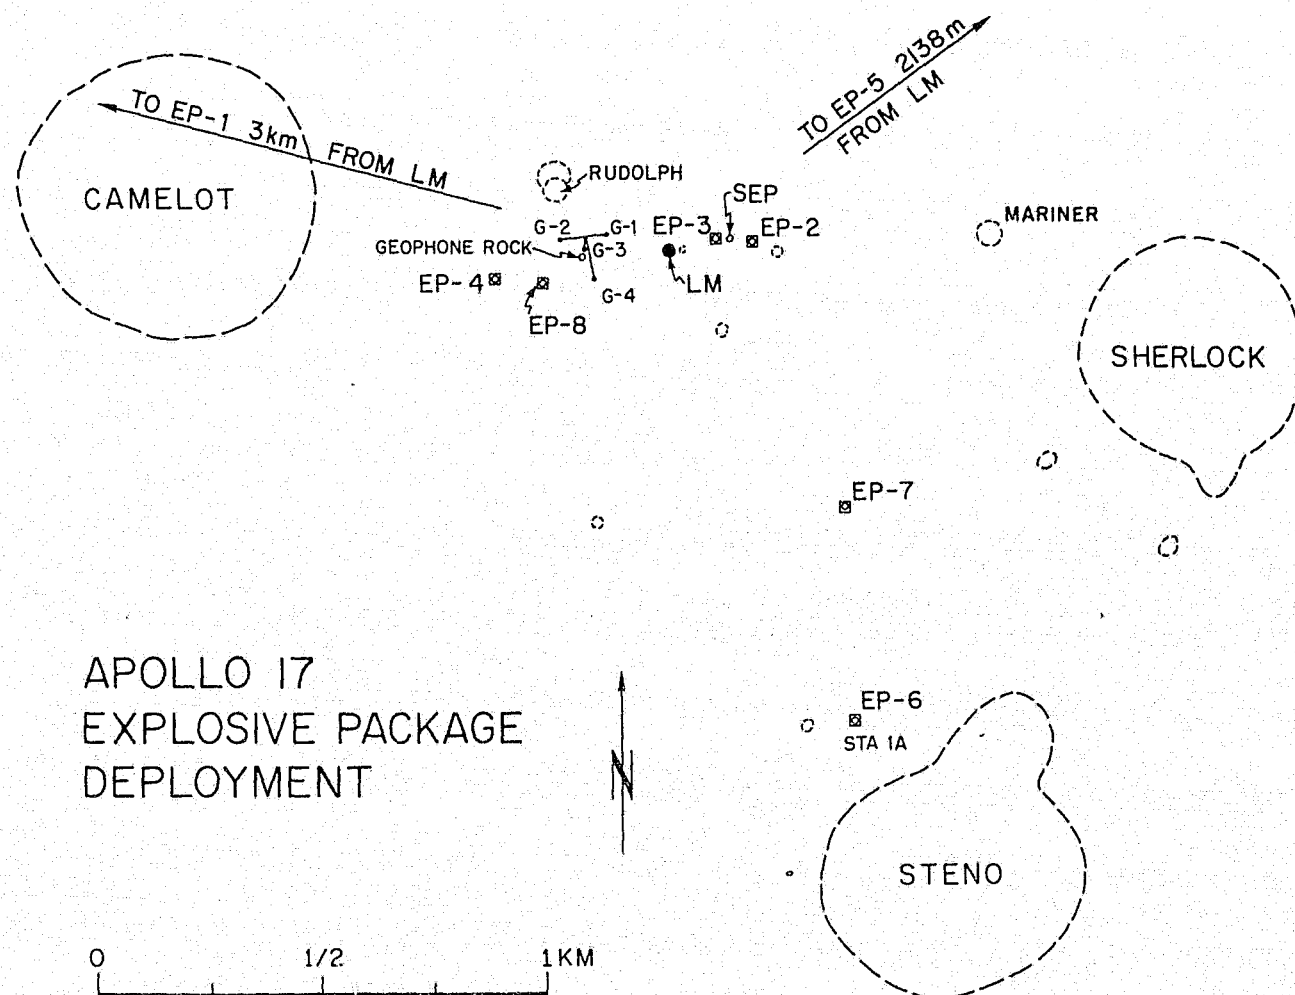 TO EP-5 2138m
FROM LM
TO EP-1 3km FROM LM
CAMELOT
RUDOLPH
SEP
MARINER
G-2
G-1
EP-3
EP-2
GEOPHONE ROCK
G-3
EP-4
G-4
LM
EP-8
SHERLOCK
EP-7
APOLLO 17
EXPLOSIVE PACKAGE
DEPLOYMENT
N
EP-6
STA 1A
STENO
0 1/2 1KM